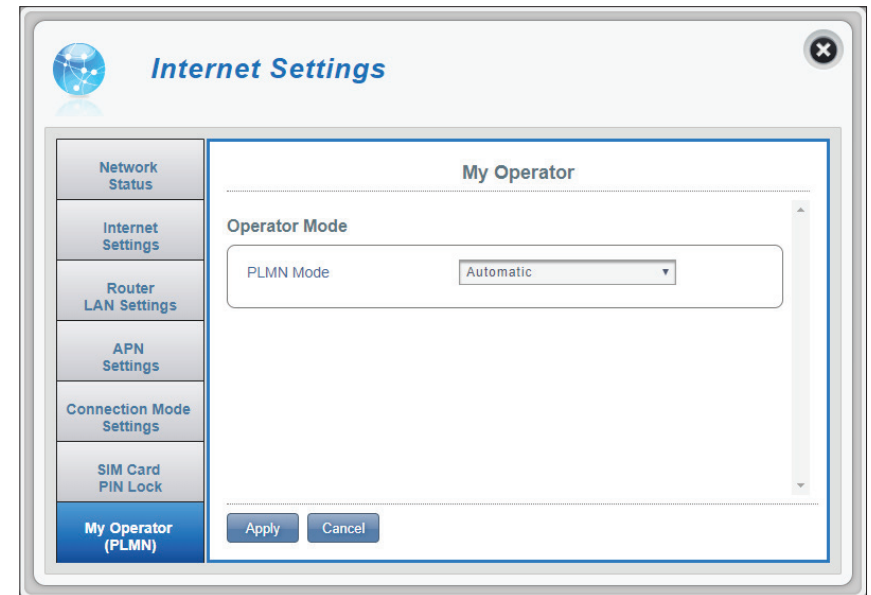 Internet Settings
Network
Status
Internet
Settings
Router
LAN Settings
APN
Settings
Connection Mode
Settings
SIM Card
PIN Lock
My Operator
(PLMN)
My Operator
Operator Mode
PLMN Mode Automatic
Apply Cancel